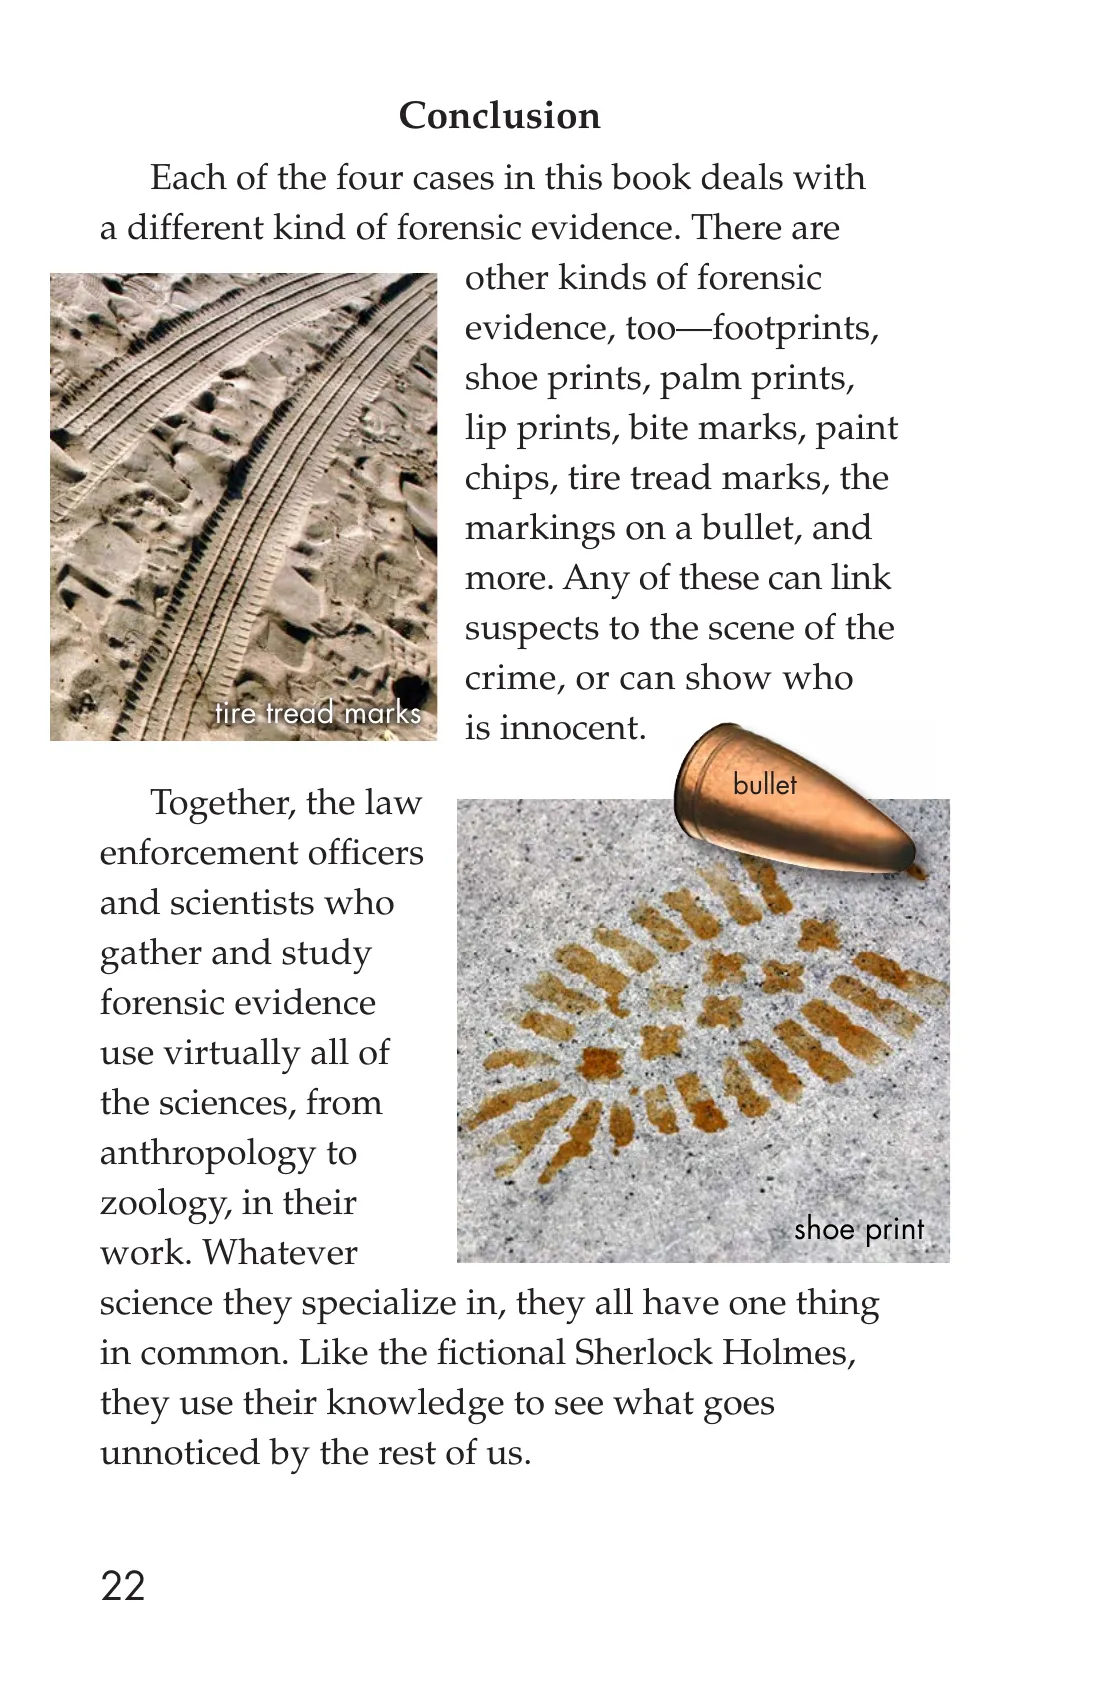 Conclusion
Each of the four cases in this book deals with
a different kind of forensic evidence. There are
other kinds of forensic
evidence, too—footprints,
shoe prints, palm prints,
lip prints, bite marks, paint
chips, tire tread marks, the
markings on a bullet, and
more. Any of these can link
suspects to the scene of the
crime, or can show who
is innocent.
tire tread marks
bullet
Together, the law
enforcement officers
and scientists who
gather and study
forensic evidence
use virtually all of
the sciences, from
anthropology to
zoology, in their
work. Whatever
science they specialize in, they all have one thing
in common. Like the fictional Sherlock Holmes,
they use their knowledge to see what goes
unnoticed by the rest of us.
shoe print
22